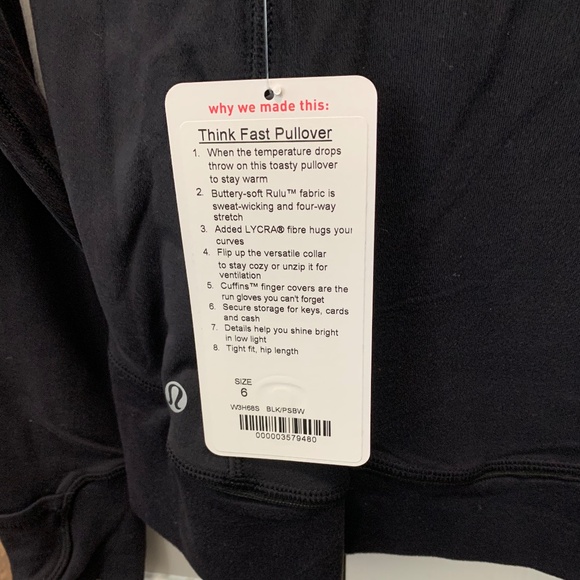 why we made this:
Think Fast Pullover
1. When the temperature drops
throw on this toasty pullover
to stay warm
2. Buttery-soft Rulu™ fabric is
sweat-wicking and four-way
stretch
3. Added LYCRA® fibre hugs your
curves
4. Flip up the versatile collar
to stay cozy or unzip it for
ventilation
5. Cuffins™ finger covers are the
run gloves you can't forget
6. Secure storage for keys, cards
and cash
7. Details help you shine bright
in low light
8. Tight fit, hip length
SIZE
6
W3H68S BLK/PSBW
000003579480